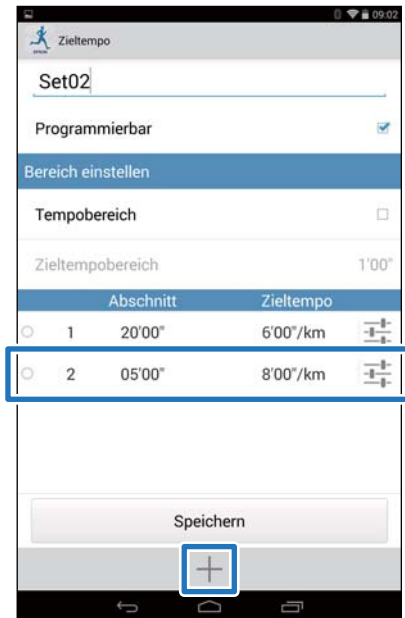 09:02
EPSON Zieltempo
Set02
Programmierbar
Bereich einstellen
Tempobereich
Zieltempobereich 1'00"
Abschnitt Zieltempo
1 20'00" 6'00"/km
2 05'00" 8'00"/km
Speichern